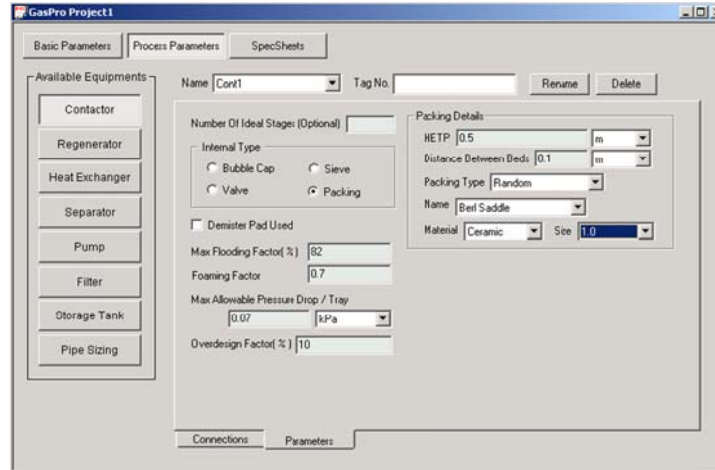 GasPro Project1
Basic Parameters Process Parameters SpecSheets
Available Equipments
Contactor
Regenerator
Heat Exchanger
Separator
Pump
Filter
Storage Tank
Pipe Sizing
Name Cont1 Tag No. Rename Delete
Number Of Ideal Stages (Optional)
Internal Type
Bubble Cap Sieve
Valve Packing
Demister Pad Used
Max Flooding Factor( % ) 82
Foaming Factor 0.7
Max Allowable Pressure Drop / Tray
0.07 kPa
Overdesign Factor( % ) 10
Packing Details
HETP 0.5 m
Distance Between Beds 0.1 m
Packing Type Random
Name Berl Saddle
Material Ceramic Size 1.0
Connections Parameters